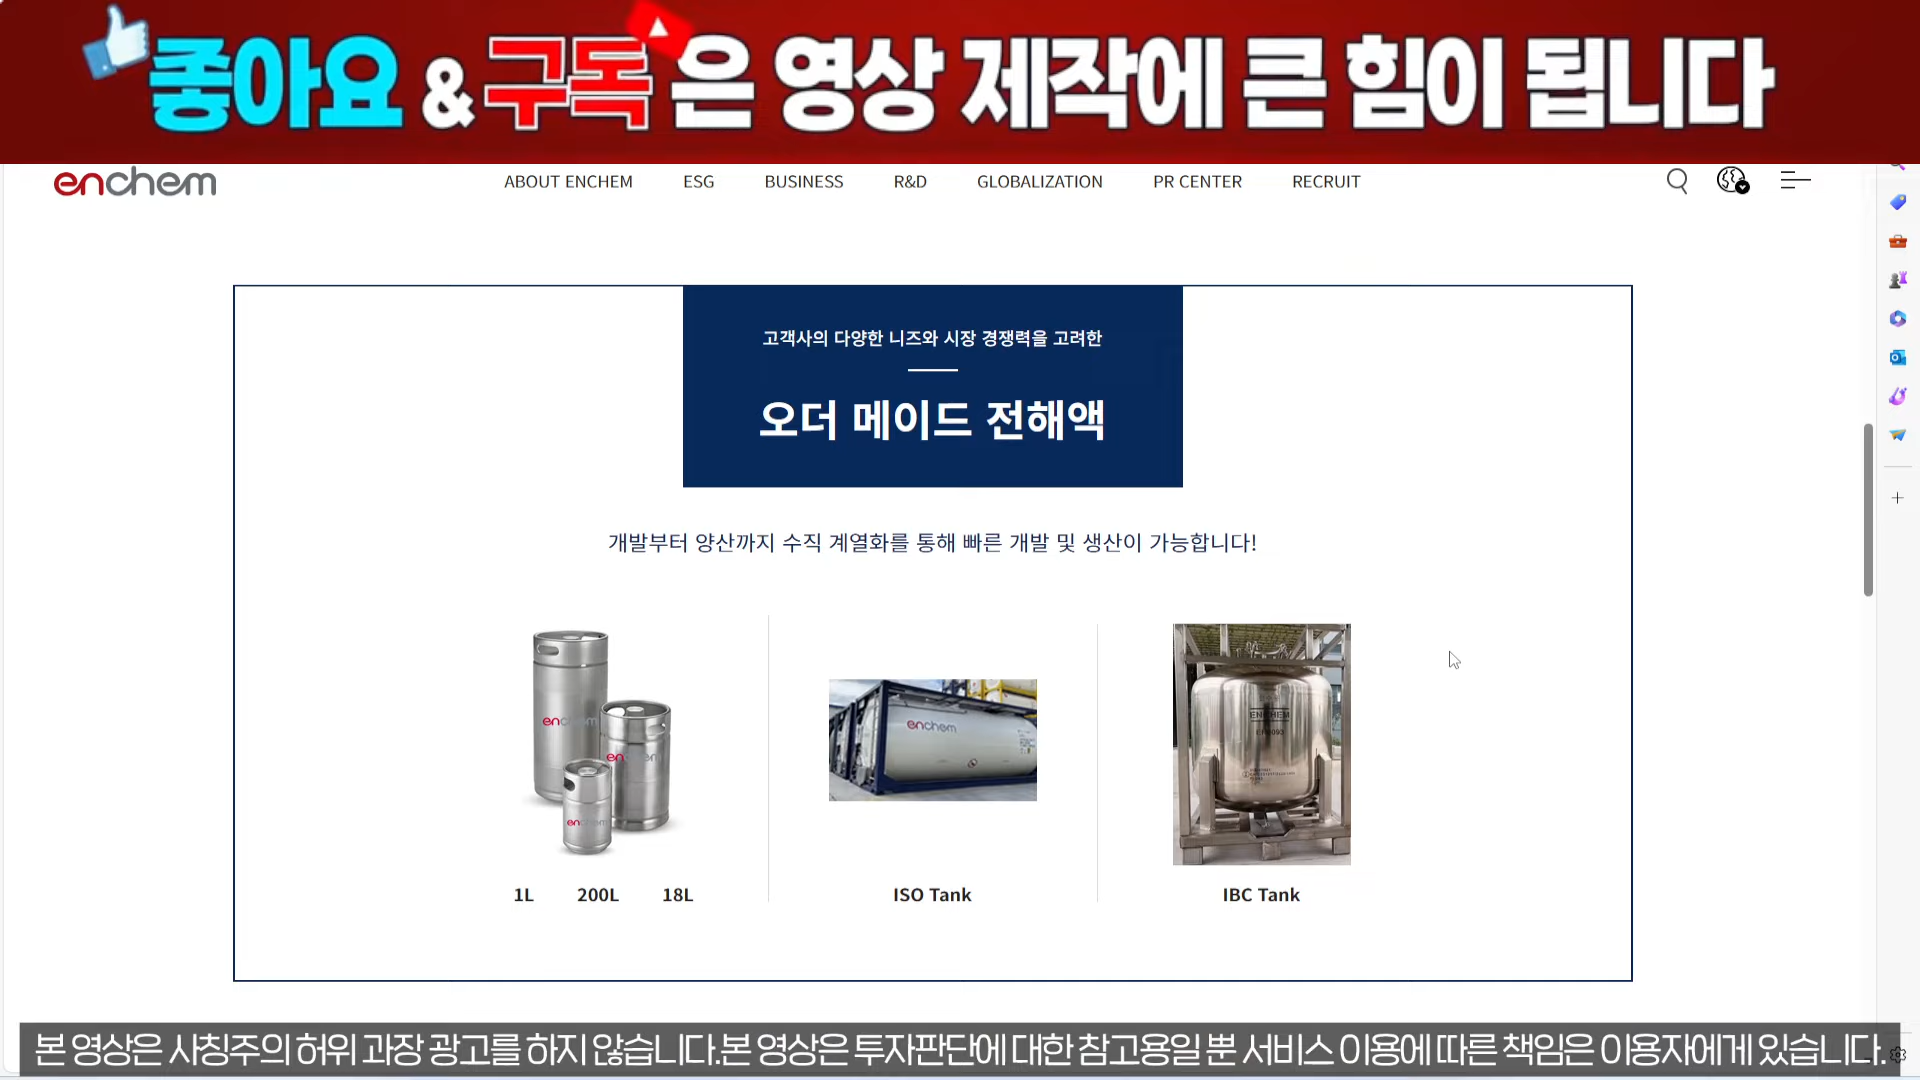 좋아요 & 구독 은 영상 제작에 큰 힘이 됩니다
enchem
ABOUT ENCHEM ESG BUSINESS R&D GLOBALIZATION PR CENTER RECRUIT
고객사의 다양한 니즈와 시장 경쟁력을 고려한
오더 메이드 전해액
개발부터 양산까지 수직 계열화를 통해 빠른 개발 및 생산이 가능합니다!
enchem
enchem
enchem
enchem
ENCHEM
1L 200L 18L
ISO Tank
IBC Tank
본 영상은 사칭주의 허위 과장 광고를 하지 않습니다.본 영상은 투자판단에 대한 참고용일 뿐 서비스 이용에 따른 책임은 이용자에게 있습니다.